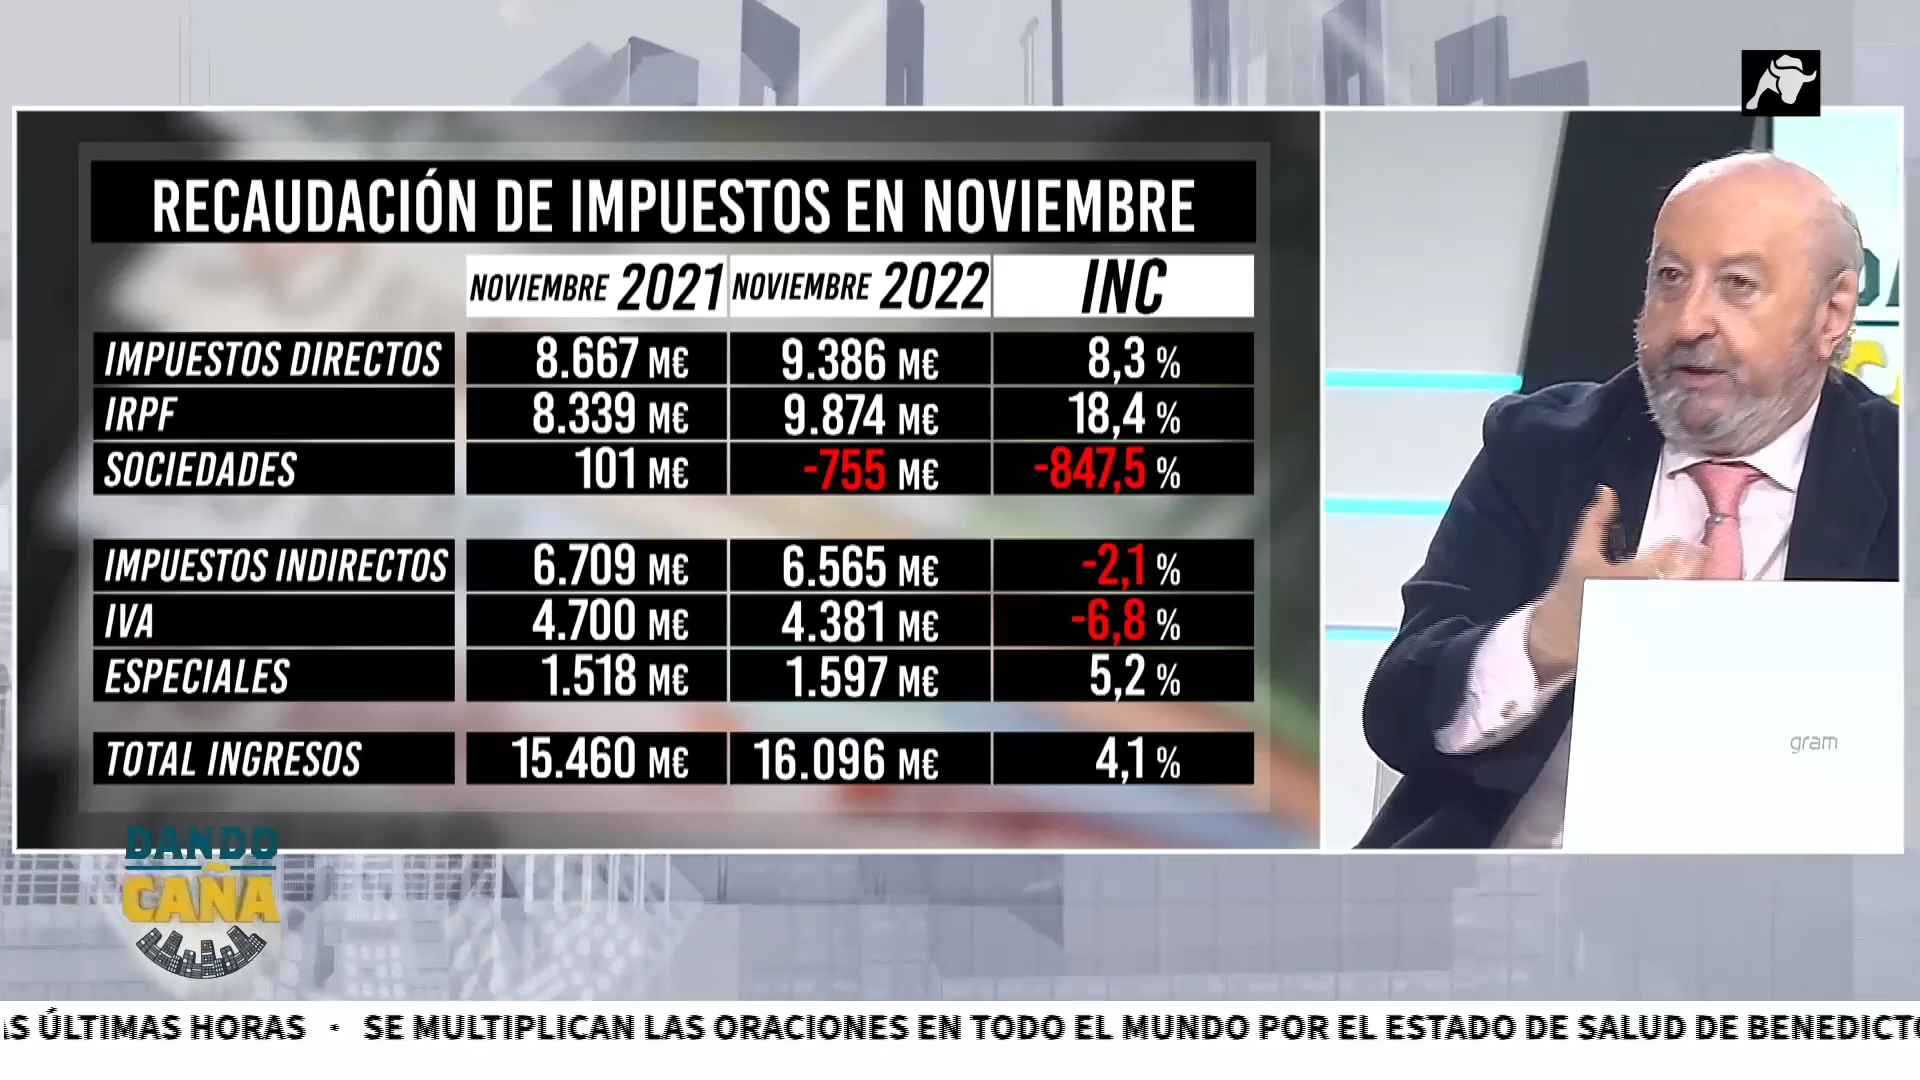 RECAUDACIÓN DE IMPUESTOS EN NOVIEMBRE
NOVIEMBRE 2021 NOVIEMBRE 2022 INC
IMPUESTOS DIRECTOS 8.667 M€ 9.386 M€ 8,3 %
IRPF 8.339 M€ 9.874 M€ 18,4 %
SOCIEDADES 101 M€ -755 M€ -847,5 %
IMPUESTOS INDIRECTOS 6.709 M€ 6.565 M€ -2,1 %
IVA 4.700 M€ 4.381 M€ -6,8 %
ESPECIALES 1.518 M€ 1.597 M€ 5,2 %
TOTAL INGRESOS 15.460 M€ 16.096 M€ 4,1 %
gram
DANDO
CAÑA
AS ÚLTIMAS HORAS · SE MULTIPLICAN LAS ORACIONES EN TODO EL MUNDO POR EL ESTADO DE SALUD DE BENEDICTO